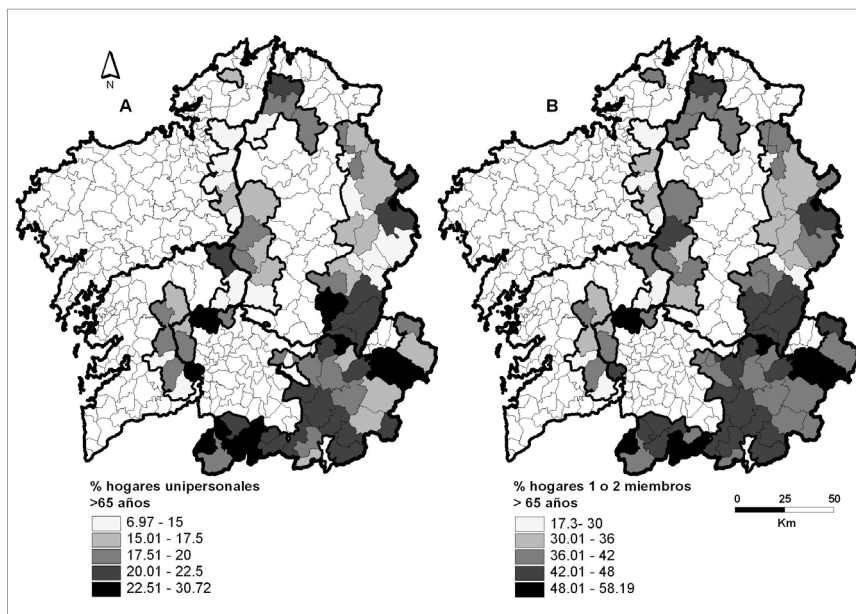 N
A
B
% hogares unipersonales
>65 años
6.97 - 15
15.01 - 17.5
17.51 - 20
20.01 - 22.5
22.51 - 30.72
% hogares 1 o 2 miembros
> 65 años
17.3- 30
30.01 - 36
36.01 - 42
42.01 - 48
48.01 - 58.19
0 25 50
Km